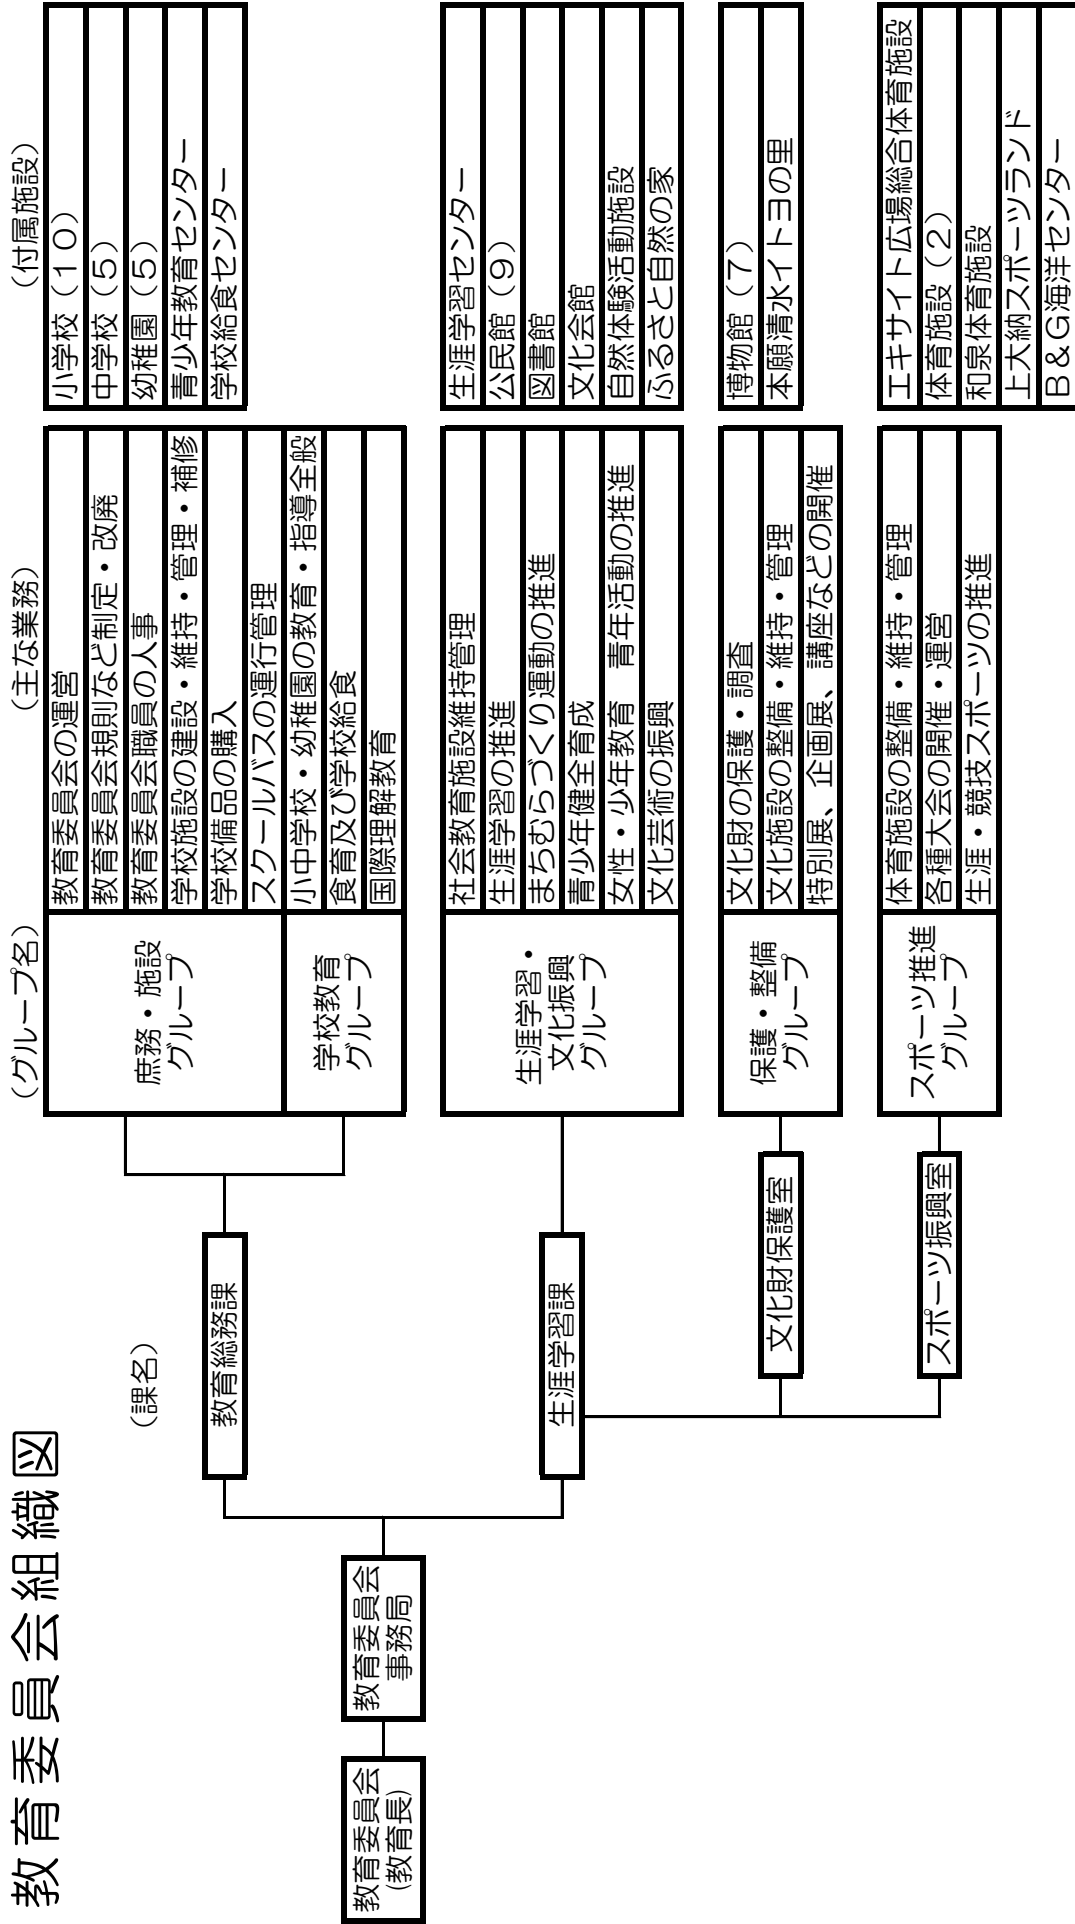 教育委員会組織図
(課名)
(グループ名)
(主な業務)
(付属施設)
教育委員会
(教育長)
教育委員会
事務局
教育総務課
庶務・施設
グループ
教育委員会の運営
教育委員会規則など制定・改廃
教育委員会職員の人事
学校施設の建設・維持・管理・補修
学校備品の購入
スクールバスの運行管理
学校教育
グループ
小中学校・幼稚園の教育・指導全般
食育及び学校給食
国際理解教育
小学校(10)
中学校(5)
幼稚園(5)
青少年教育センター
学校給食センター
生涯学習課
生涯学習・
文化振興
グループ
社会教育施設維持管理
生涯学習の推進
まちむらづくり運動の推進
青少年健全育成
女性・少年教育 青年活動の推進
文化芸術の振興
生涯学習センター
公民館(9)
図書館
文化会館
自然体験活動施設
ふるさと自然の家
文化財保護室
保護・整備
グループ
文化財の保護・調査
文化施設の整備・維持・管理
特別展、企画展、講座などの開催
博物館(7)
本願清水イトヨの里
スポーツ振興室
スポーツ推進
グループ
体育施設の整備・維持・管理
各種大会の開催・運営
生涯・競技スポーツの推進
エキサイト広場総合体育施設
体育施設(2)
和泉体育施設
上大納スポーツランド
B&G海洋センター